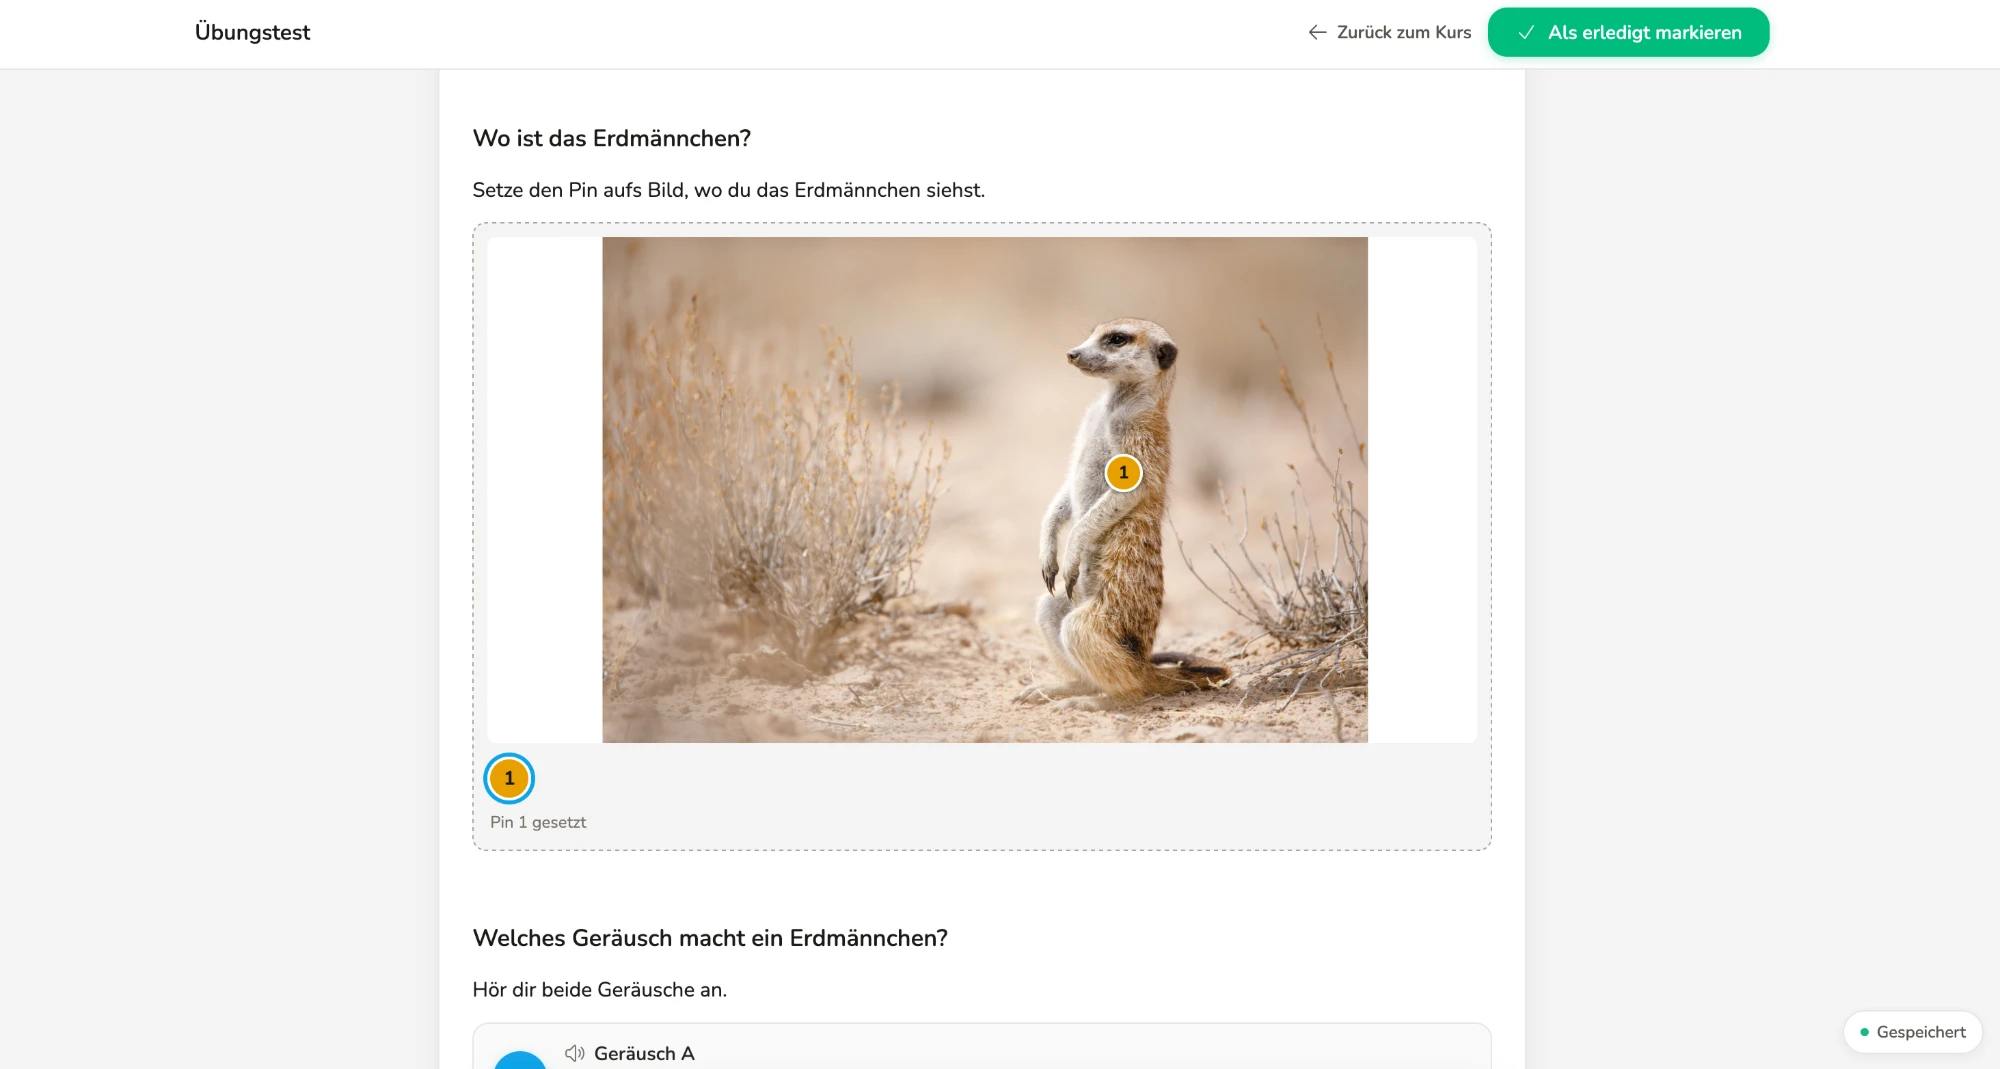 Übungstest
Zurück zum Kurs
Als erledigt markieren
Wo ist das Erdmännchen?
Setze den Pin aufs Bild, wo du das Erdmännchen siehst.
1
1
Pin 1 gesetzt
Welches Geräusch macht ein Erdmännchen?
Hör dir beide Geräusche an.
Geräusch A
Gespeichert